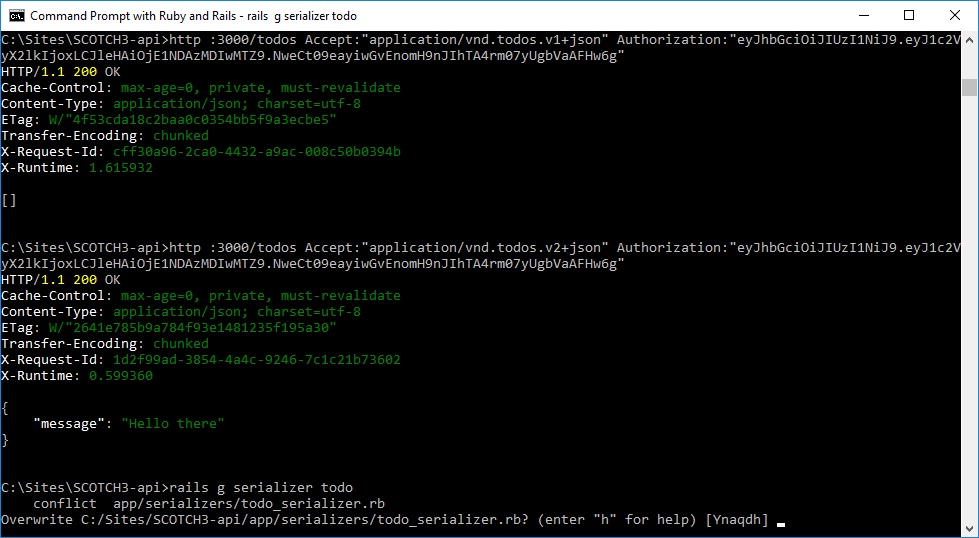 Command Prompt with Ruby and Rails - rails  g serializer todo
C:\Sites\SCOTCH3-api>http :3000/todos Accept:"application/vnd.todos.v1+json" Authorization:"eyJhbGciOiJIUzI1NiJ9.eyJ1c2V
yX2lkIjoxLCJleHAiOjE1NDAzMDIwMTZ9.NweCt09eayiwGvEnomH9nJIhTA4rm07yUgbVaAFHw6g"
HTTP/1.1 200 OK
Cache-Control: max-age=0, private, must-revalidate
Content-Type: application/json; charset=utf-8
ETag: W/"4f53cda18c2baa0c0354bb5f9a3ecbe5"
Transfer-Encoding: chunked
X-Request-Id: cff30a96-2ca0-4432-a9ac-008c50b0394b
X-Runtime: 1.615932
[]
C:\Sites\SCOTCH3-api>http :3000/todos Accept:"application/vnd.todos.v2+json" Authorization:"eyJhbGciOiJIUzI1NiJ9.eyJ1c2V
yX2lkIjoxLCJleHAiOjE1NDAzMDIwMTZ9.NweCt09eayiwGvEnomH9nJIhTA4rm07yUgbVaAFHw6g"
HTTP/1.1 200 OK
Cache-Control: max-age=0, private, must-revalidate
Content-Type: application/json; charset=utf-8
ETag: W/"2641e785b9a784f93e1481235f195a30"
Transfer-Encoding: chunked
X-Request-Id: 1d2f99ad-3854-4a4c-9246-7c1c21b73602
X-Runtime: 0.599360
{
    "message": "Hello there"
}
C:\Sites\SCOTCH3-api>rails g serializer todo
    conflict  app/serializers/todo_serializer.rb
Overwrite C:/Sites/SCOTCH3-api/app/serializers/todo_serializer.rb? (enter "h" for help) [Ynaqdh]